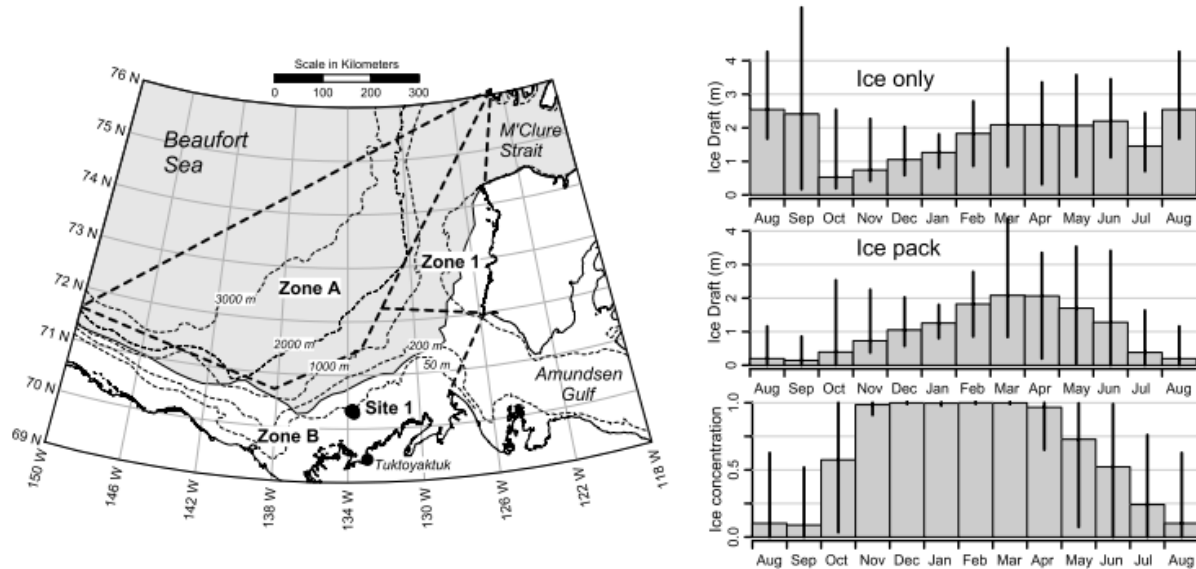 Scale in Kilometers
0 100 200 300
76 N
75 N
74 N
73 N
72 N
71 N
70 N
69 N
Beaufort
Sea
M'Clure
Strait
Zone 1
Zone A
3000 m
2000 m
1000 m
200 m
50 m
Amundsen
Gulf
Site 1
Zone B
Tuktoyaktuk
150 W
146 W
142 W
138 W
134 W
130 W
126 W
122 W
118 W
Ice only
Ice Draft (m)
4
3
2
1
0
Aug Sep Oct Nov Dec Jan Feb Mar Apr May Jun Jul Aug
Ice pack
Ice Draft (m)
4
3
2
1
0
Aug Sep Oct Nov Dec Jan Feb Mar Apr May Jun Jul Aug
Ice concentration
1.0
0.5
0.0
Aug Sep Oct Nov Dec Jan Feb Mar Apr May Jun Jul Aug